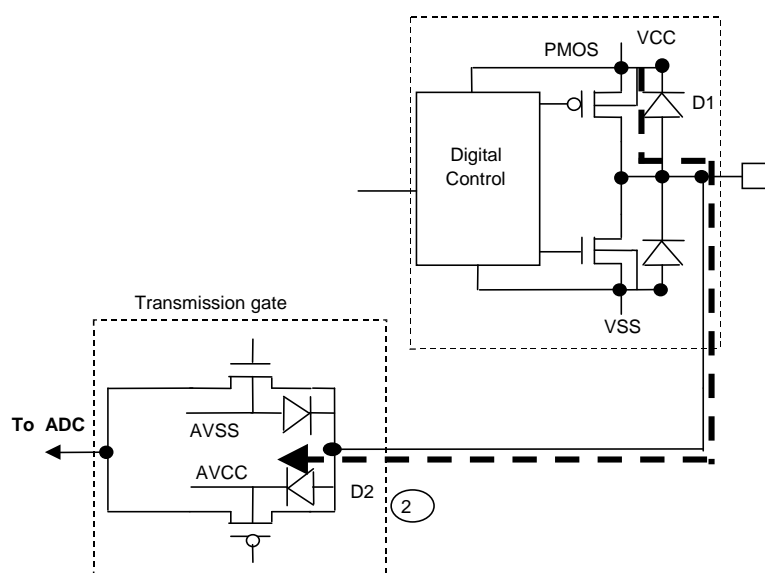 VCC
PMOS
D1
Digital
Control
VSS
Transmission gate
To ADC
AVSS
AVCC
D2
2